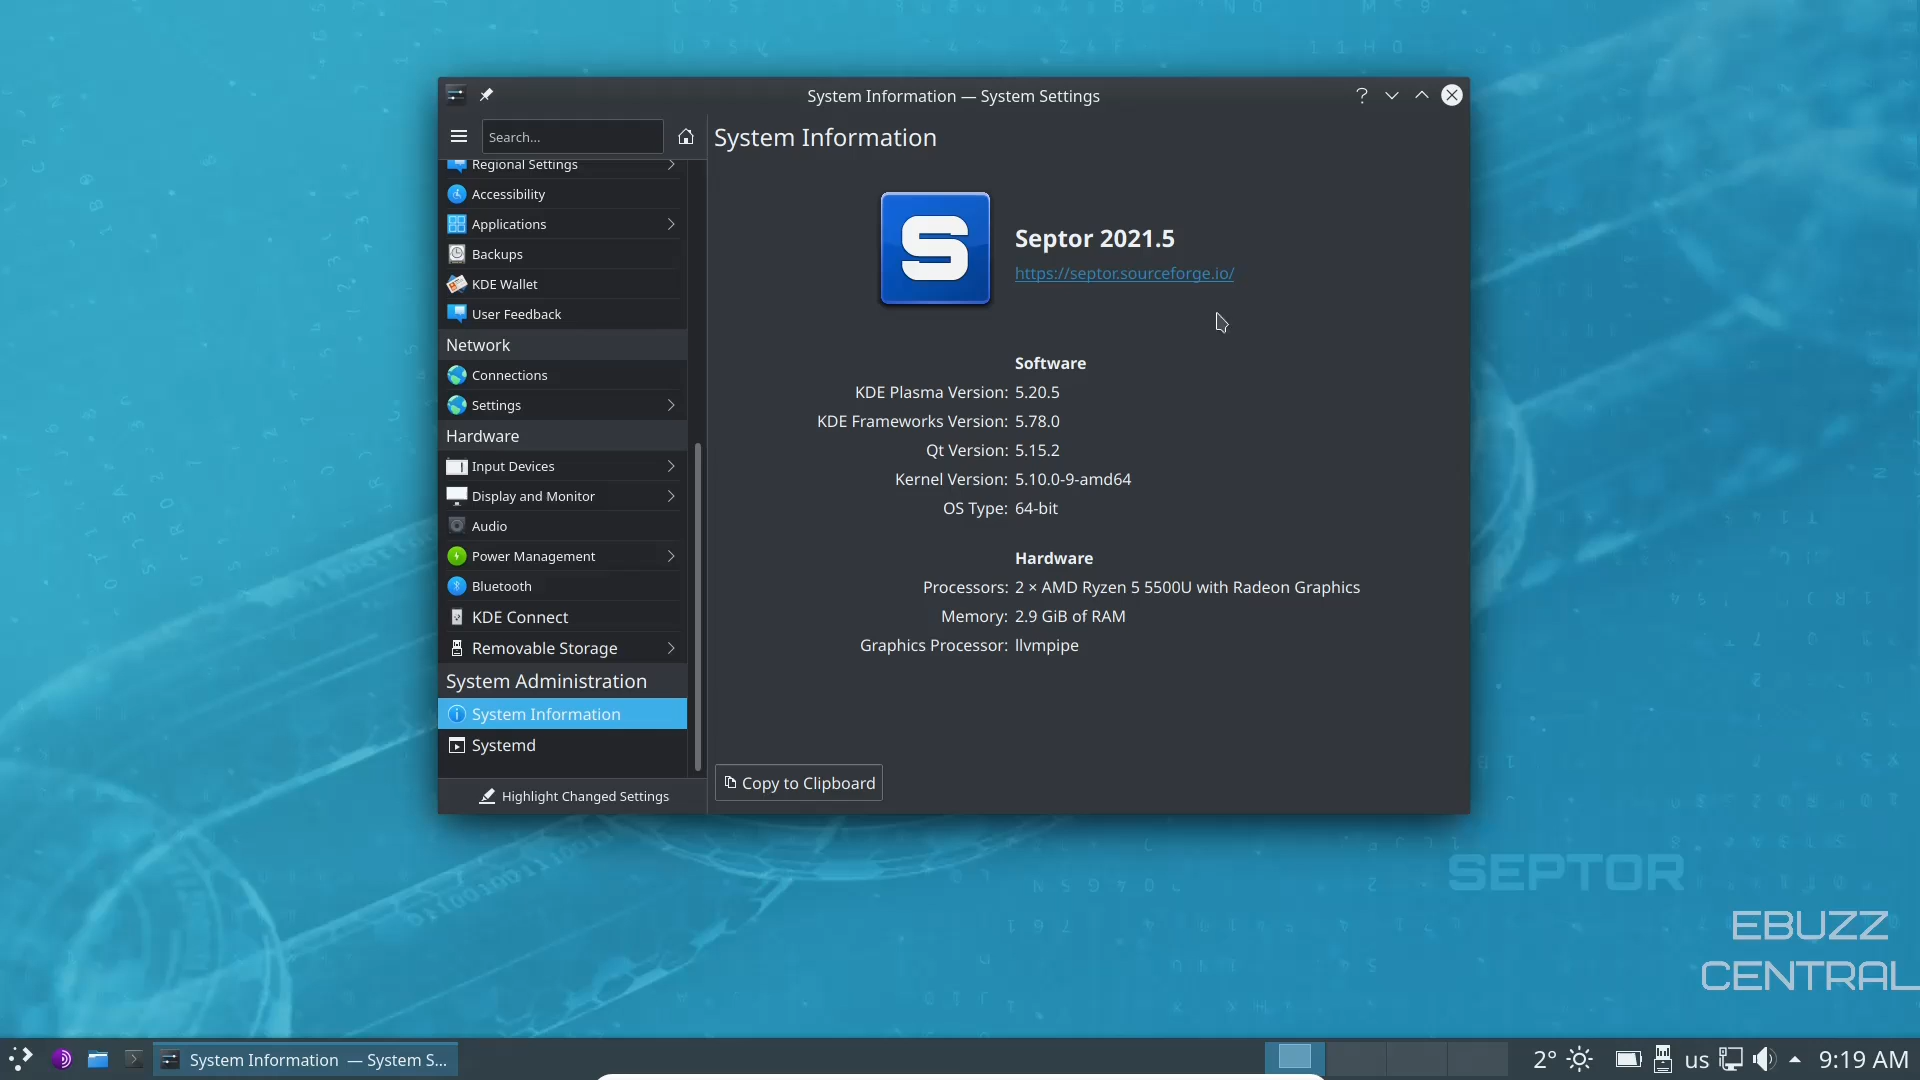 System Information — System Settings
Search...
System Information
Regional Settings
Accessibility
Applications
Backups
KDE Wallet
User Feedback
Network
Connections
Settings
Hardware
Input Devices
Display and Monitor
Audio
Power Management
Bluetooth
KDE Connect
Removable Storage
System Administration
System Information
Systemd
Highlight Changed Settings
S
Septor 2021.5
https://septor.sourceforge.io/
Software
KDE Plasma Version: 5.20.5
KDE Frameworks Version: 5.78.0
Qt Version: 5.15.2
Kernel Version: 5.10.0-9-amd64
OS Type: 64-bit
Hardware
Processors: 2 × AMD Ryzen 5 5500U with Radeon Graphics
Memory: 2.9 GiB of RAM
Graphics Processor: llvmpipe
Copy to Clipboard
SEPTOR
EBUZZ
CENTRAL
System Information — System S...
2°
us
9:19 AM